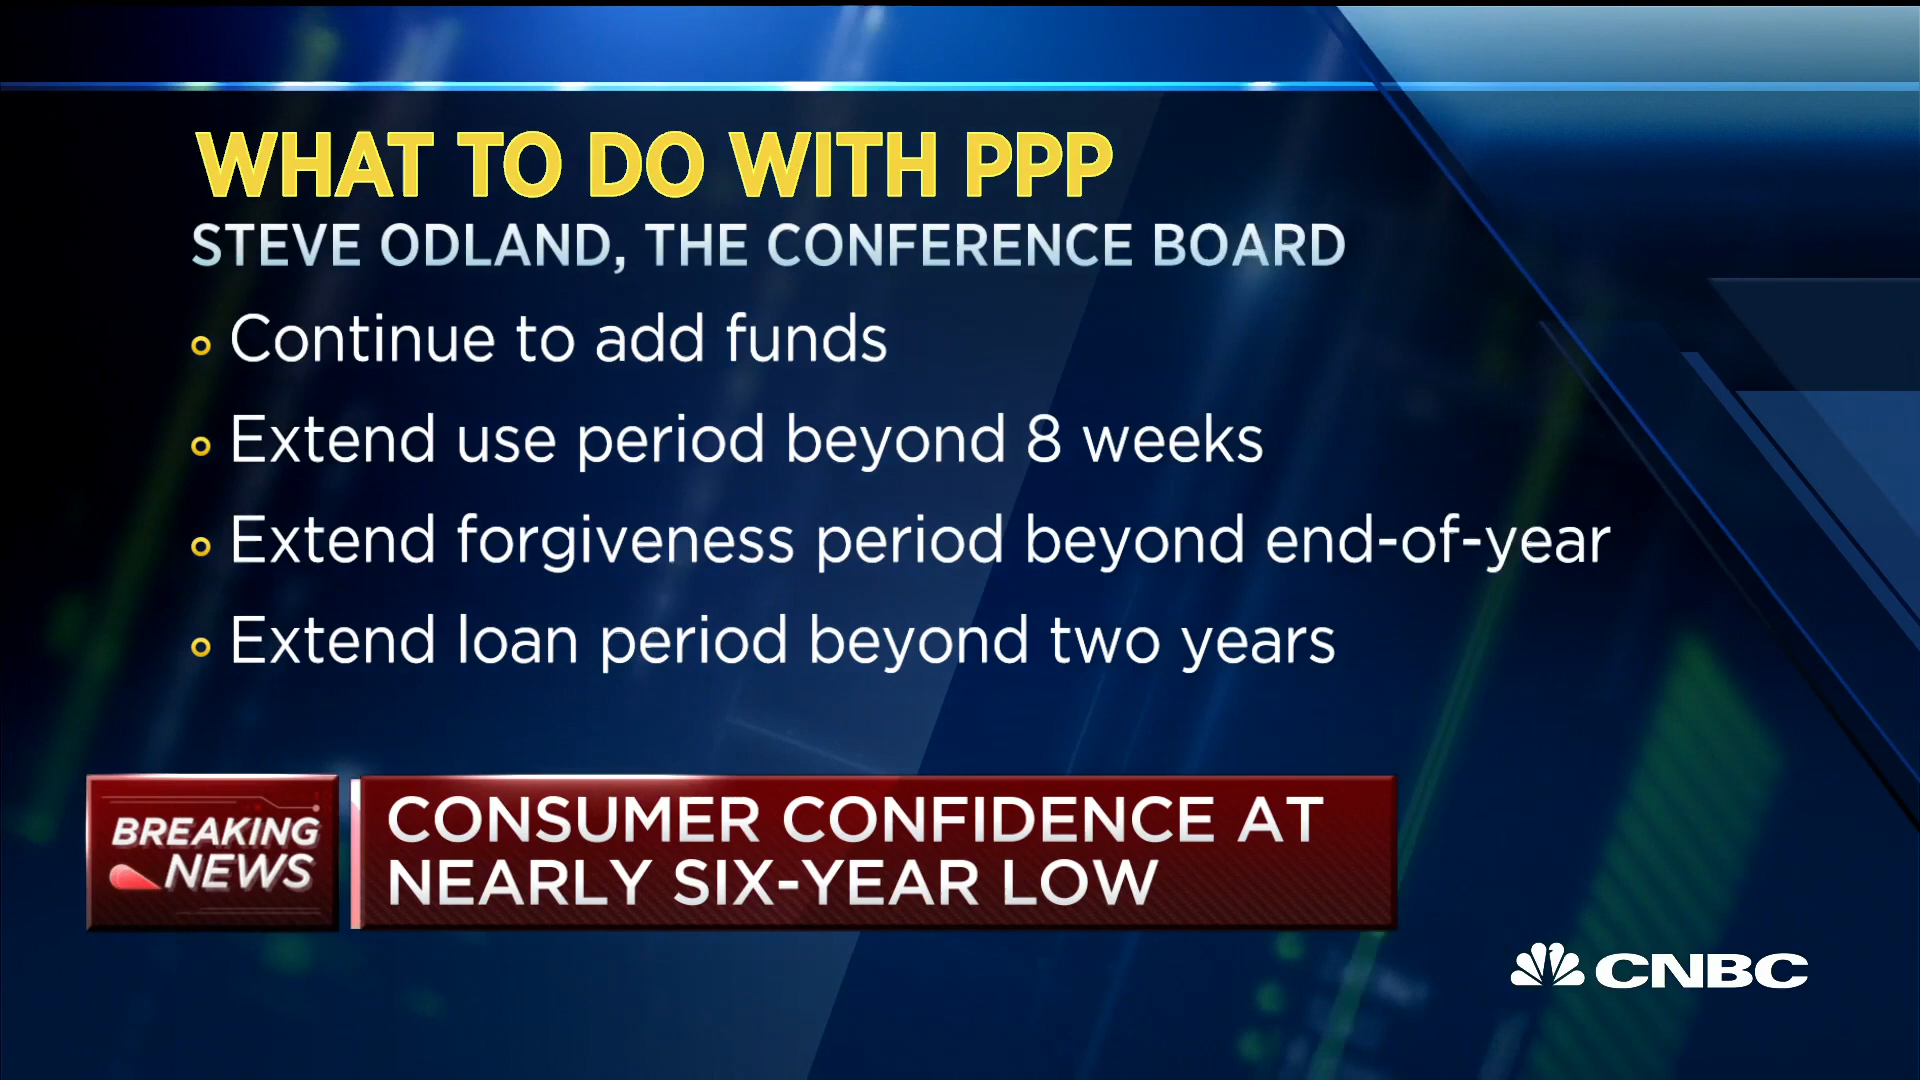 WHAT TO DO WITH PPP
STEVE ODLAND, THE CONFERENCE BOARD
Continue to add funds
Extend use period beyond 8 weeks
Extend forgiveness period beyond end-of-year
Extend loan period beyond two years
BREAKING
NEWS
CONSUMER CONFIDENCE AT
NEARLY SIX-YEAR LOW
CNBC